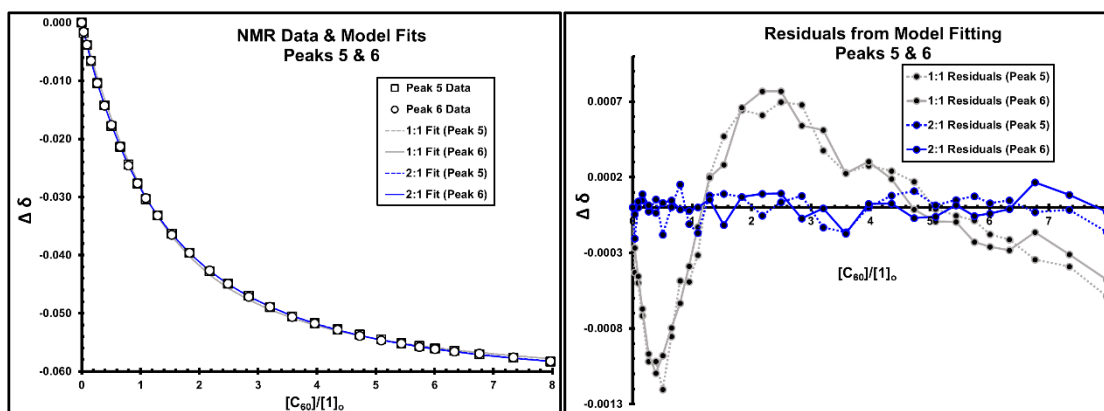 NMR Data & Model Fits
Peaks 5 & 6
0.000
-0.010
-0.020
-0.030
-0.040
-0.050
-0.060
Δ δ
Peak 5 Data
Peak 6 Data
1:1 Fit (Peak 5)
1:1 Fit (Peak 6)
2:1 Fit (Peak 5)
2:1 Fit (Peak 6)
0 1 2 3 4 5 6 7 8
[C₆₀]/[1]ₒ
Residuals from Model Fitting
Peaks 5 & 6
0.0007
0.0002
-0.0003
-0.0008
-0.0013
Δ δ
1:1 Residuals (Peak 5)
1:1 Residuals (Peak 6)
2:1 Residuals (Peak 5)
2:1 Residuals (Peak 6)
2 3 4 5 6 7
[C₆₀]/[1]ₒ